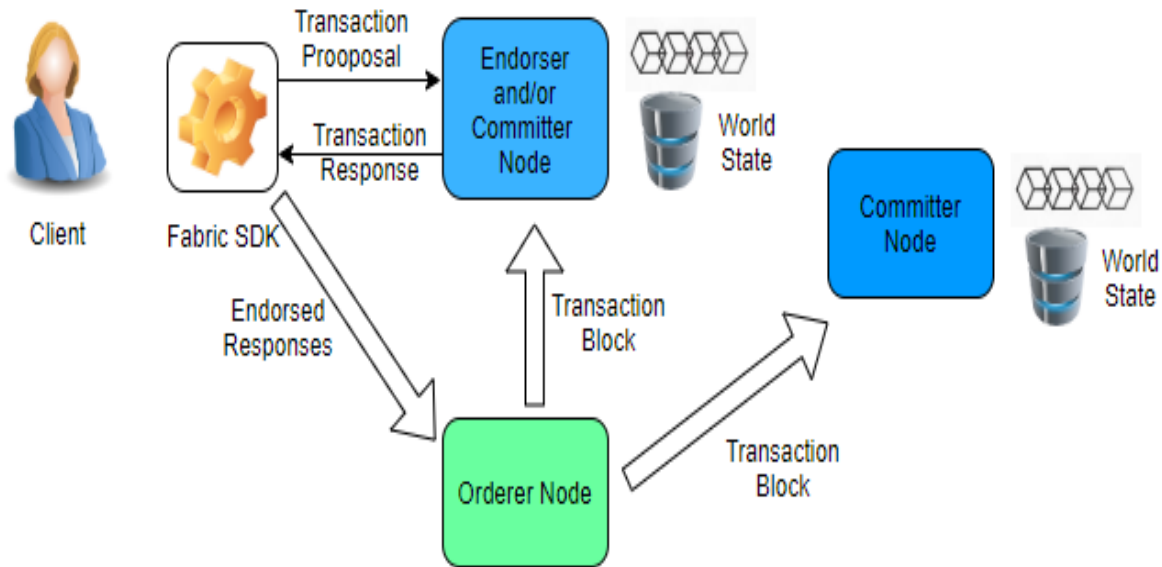 Transaction
Prooposal
Endorser
and/or
Committer
Node
Transaction
Response
World
State
Client
Fabric SDK
Committer
Node
World
State
Endorsed
Responses
Transaction
Block
Transaction
Block
Orderer Node